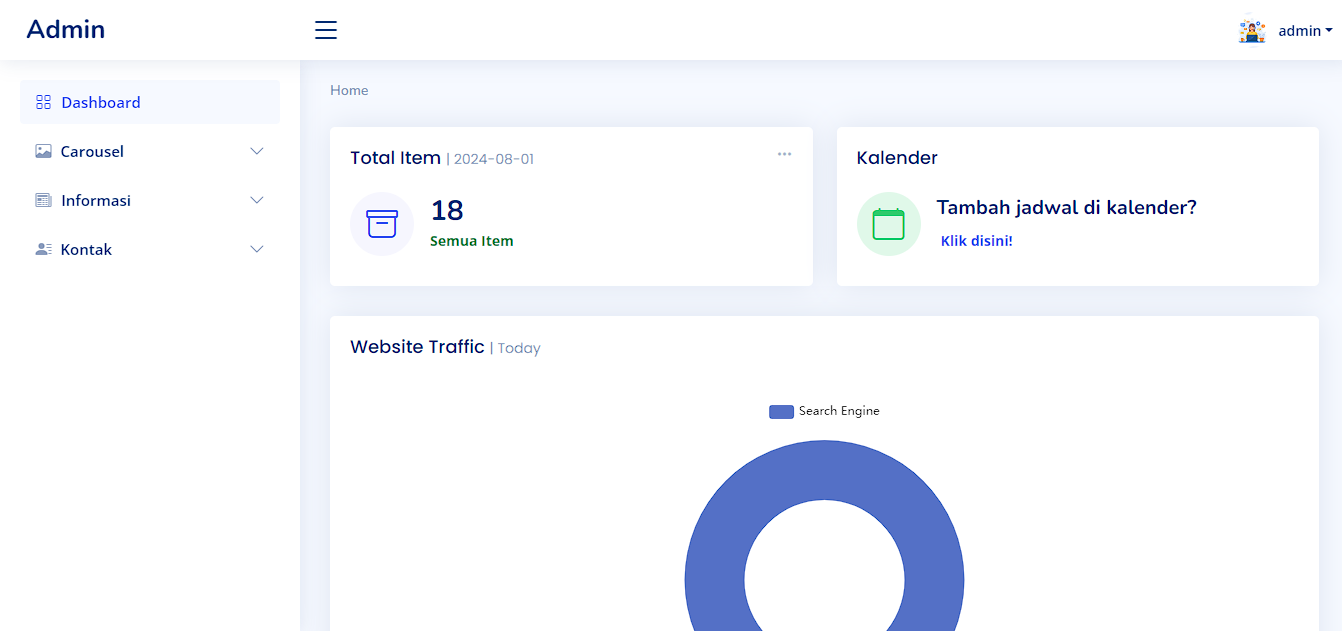 Admin
admin
Dashboard
Carousel
Informasi
Kontak
Home
Total Item | 2024-08-01
18
Semua Item
Kalender
Tambah jadwal di kalender?
Klik disini!
Website Traffic | Today
Search Engine